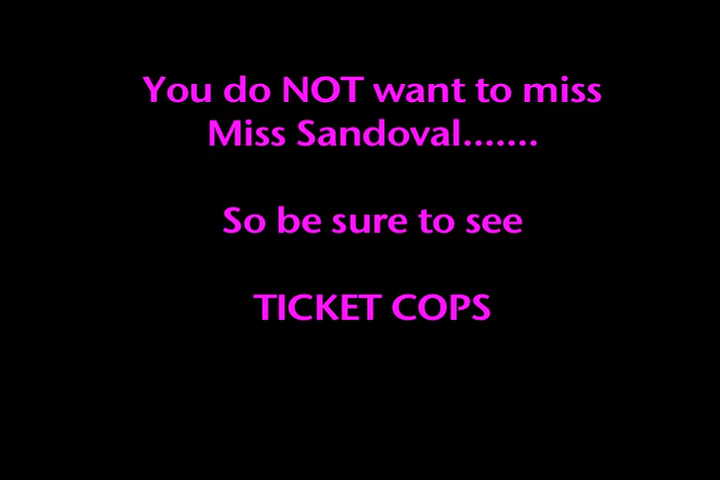 You do NOT want to miss
Miss Sandoval.......
So be sure to see
TICKET COPS